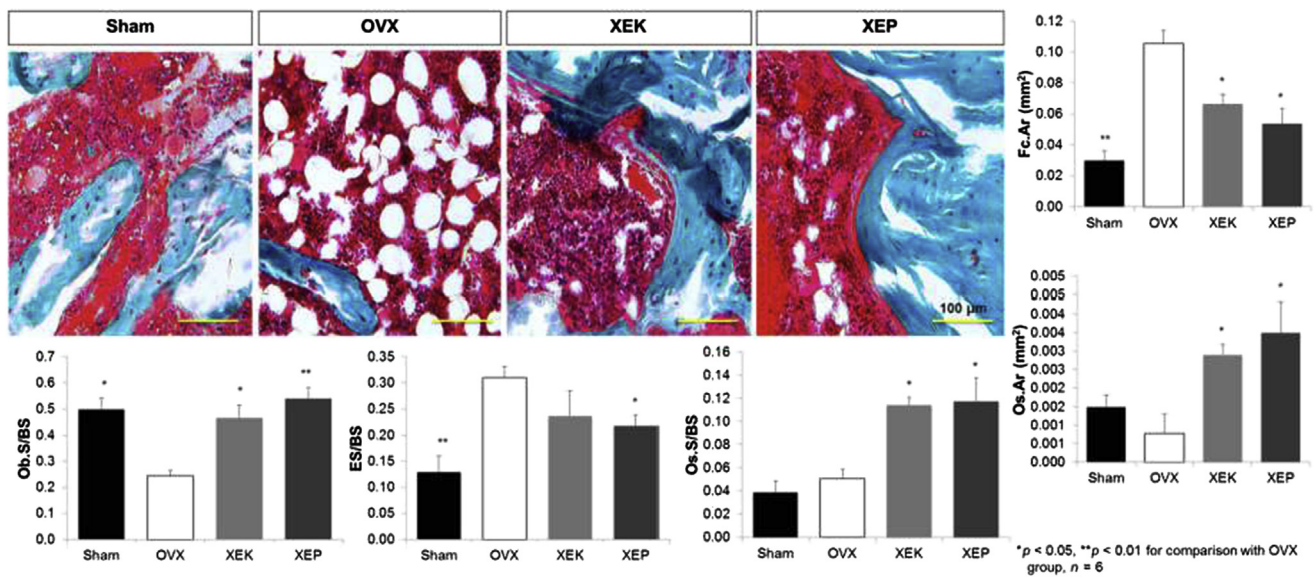 Sham
OVX
XEK
XEP
100 µm
0.12
0.10
0.08
0.06
0.04
0.02
0.00
Fc.Ar (mm²)
**
*
*
Sham
OVX
XEK
XEP
0.005
0.005
0.004
0.003
0.003
0.002
0.002
0.001
0.001
0.000
Os.Ar (mm²)
*
*
Sham
OVX
XEK
XEP
0.7
0.6
0.5
0.4
0.3
0.2
0.1
0.0
Ob.S/BS
*
*
**
Sham
OVX
XEK
XEP
0.35
0.30
0.25
0.20
0.15
0.10
0.05
0.00
ES/BS
**
*
Sham
OVX
XEK
XEP
0.16
0.14
0.12
0.10
0.08
0.06
0.04
0.02
0.00
Os.S/BS
*
*
Sham
OVX
XEK
XEP
*p < 0.05, **p < 0.01 for comparison with OVX
group, n = 6